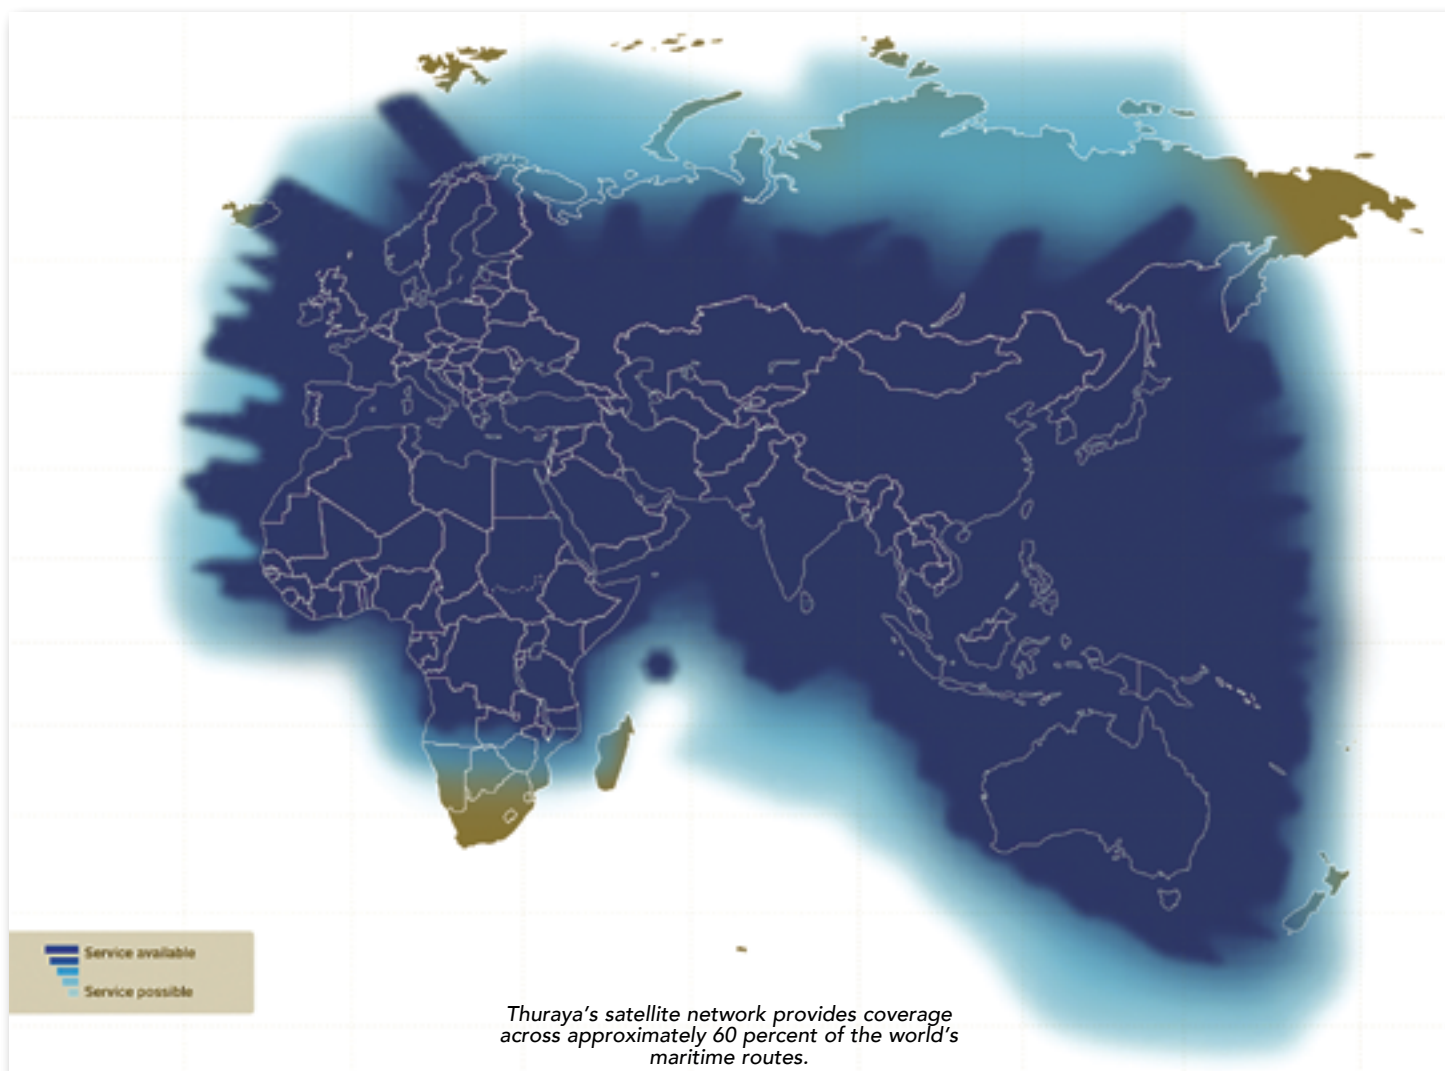 Service available
Service possible
Thuraya’s satellite network provides coverage
across approximately 60 percent of the world’s
maritime routes.